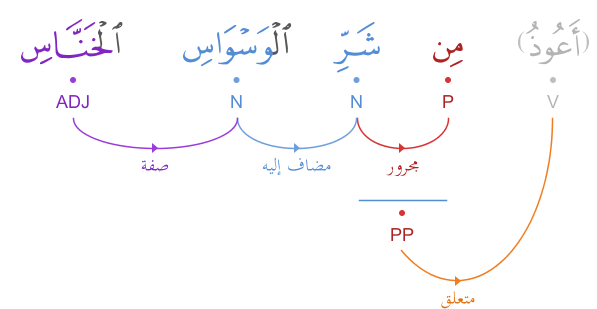 (أَعُوذُ) مِن شَرِّ ٱلْوَسْوَاسِ ٱلْخَنَّاسِ
V P N N ADJ
مجرور مضاف إليه صفة
PP
متعلق